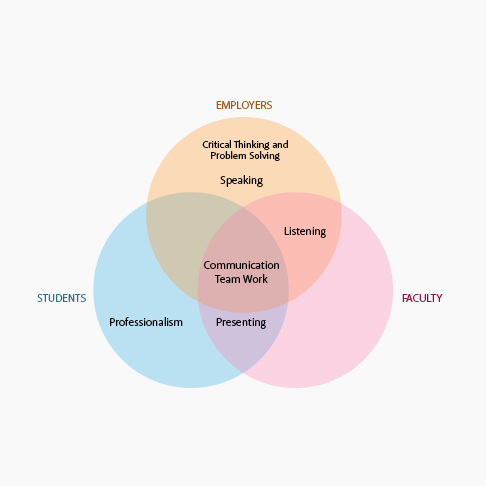 EMPLOYERS
Critical Thinking and
Problem Solving
Speaking
Listening
Communication
Team Work
STUDENTS
FACULTY
Professionalism
Presenting